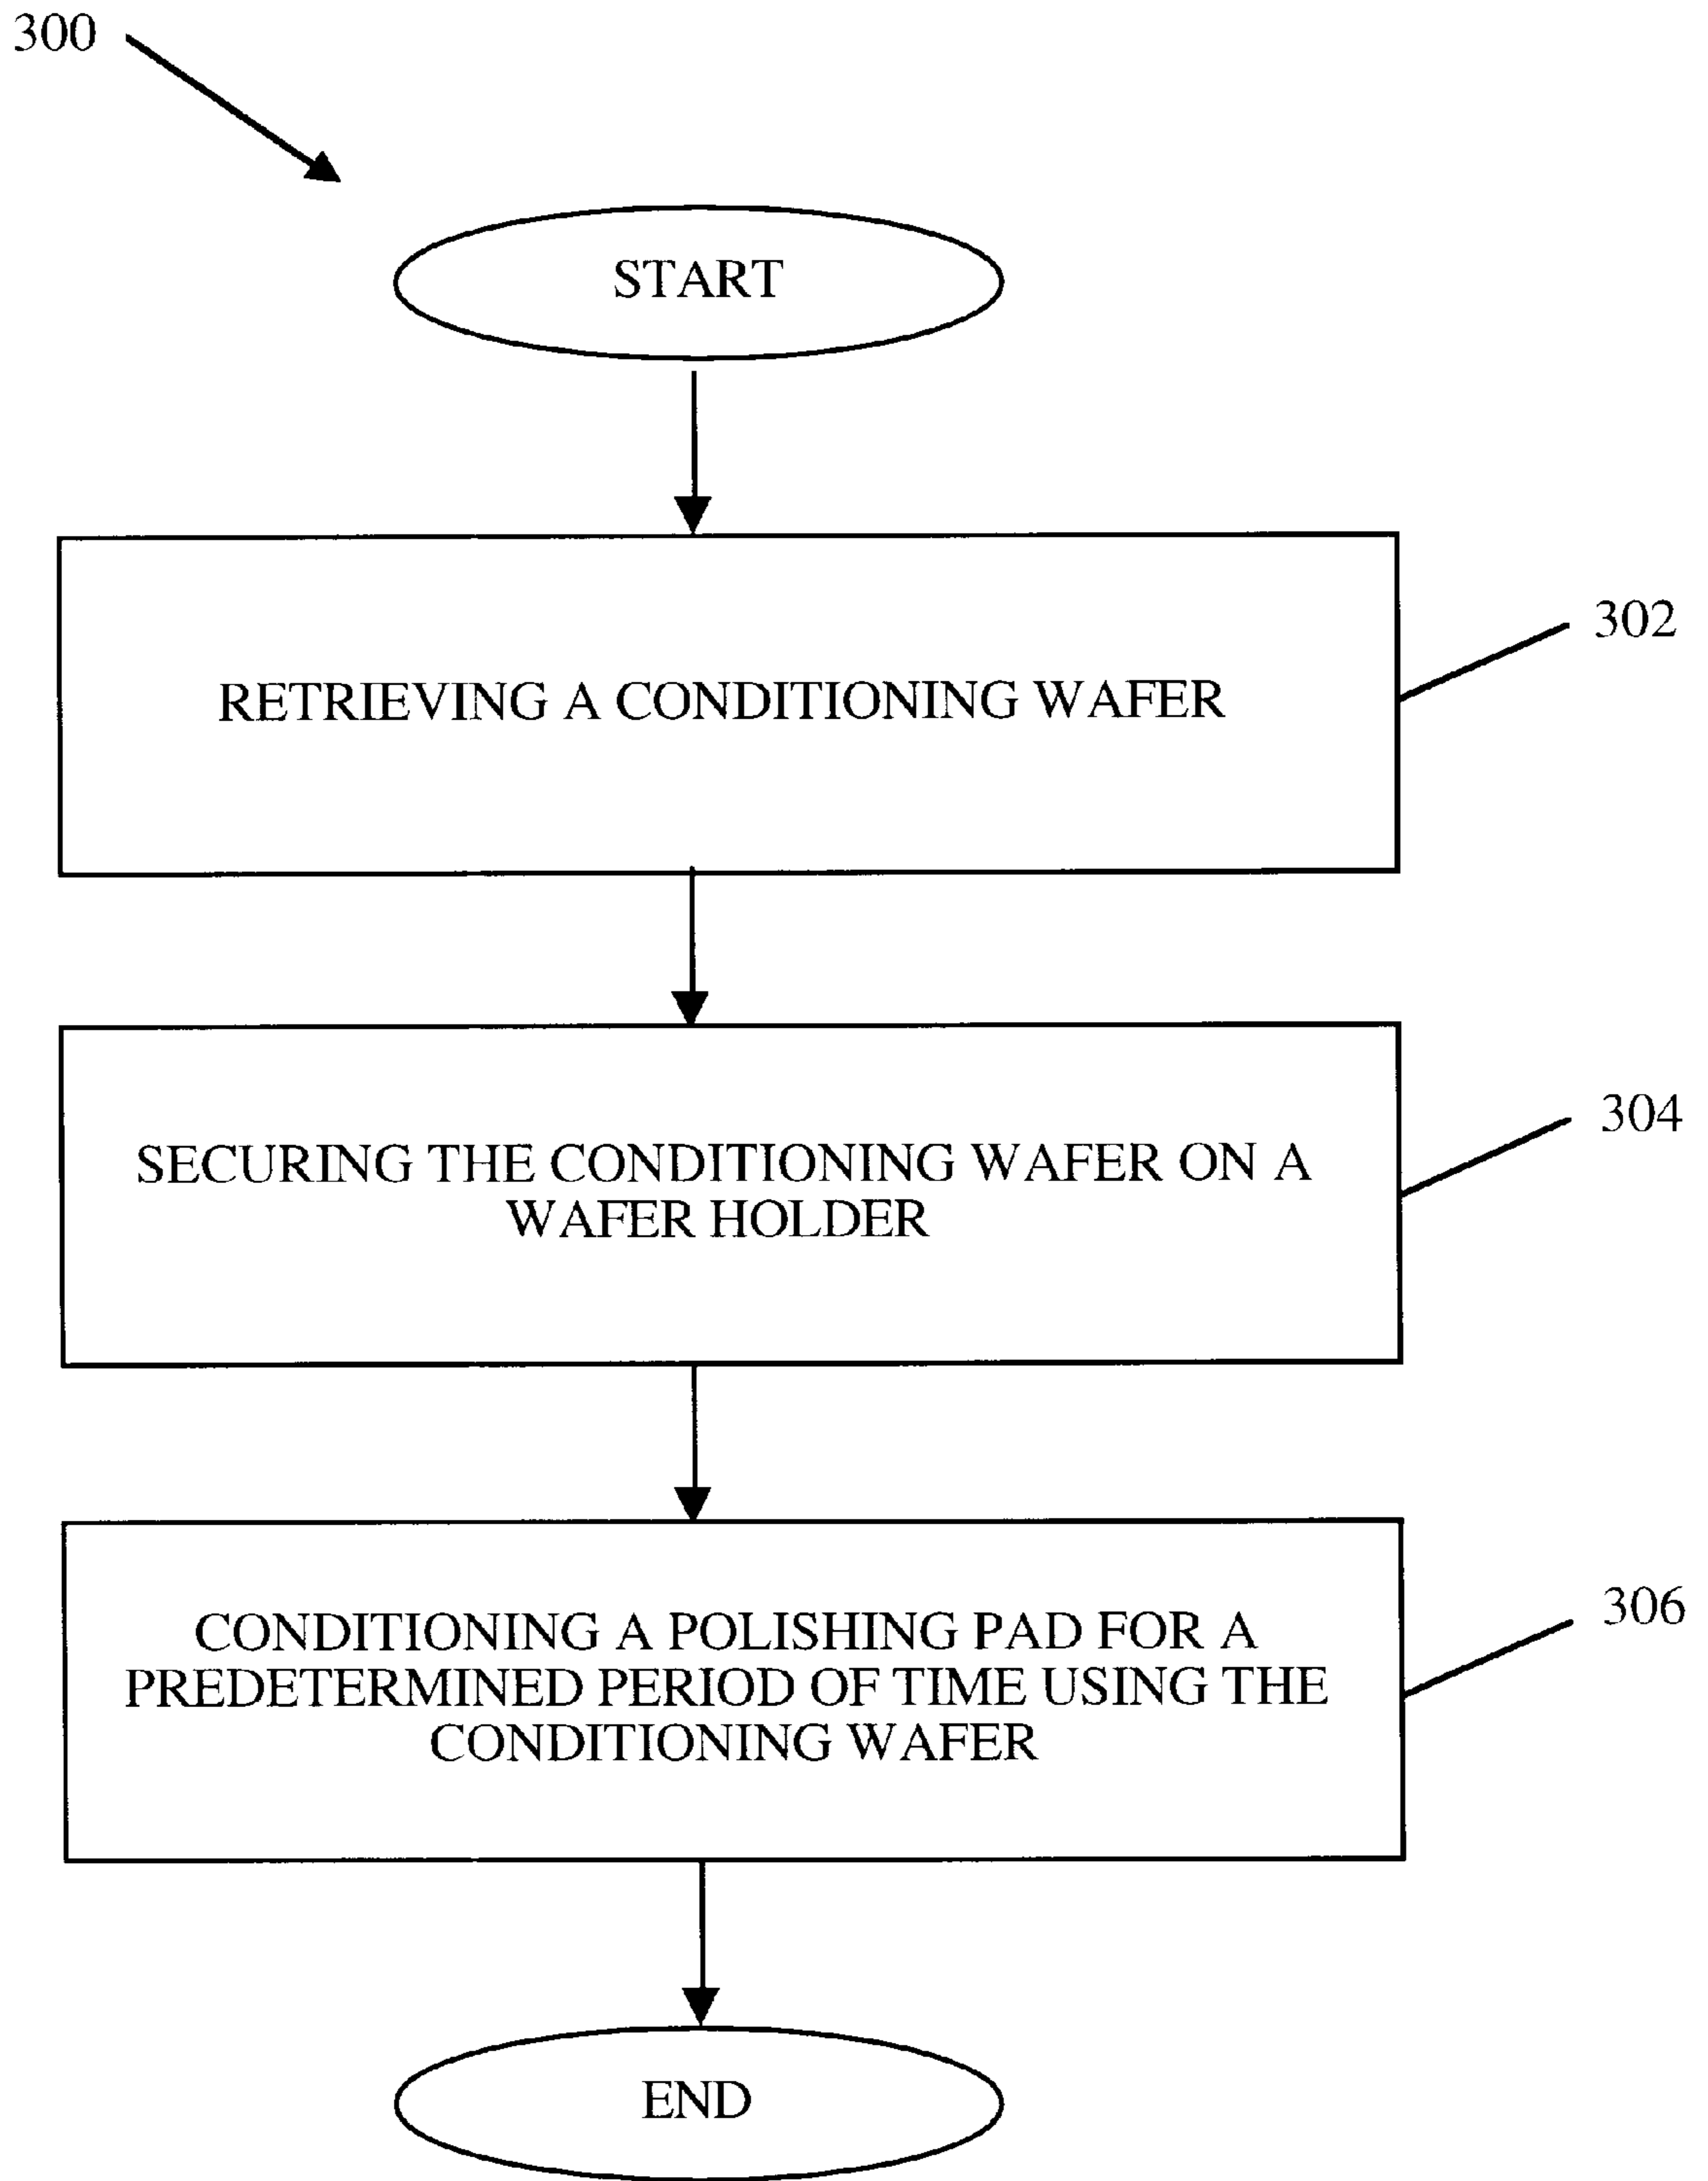 300
START
RETRIEVING A CONDITIONING WAFER
302
SECURING THE CONDITIONING WAFER ON A
WAFER HOLDER
304
CONDITIONING A POLISHING PAD FOR A
PREDETERMINED PERIOD OF TIME USING THE
CONDITIONING WAFER
306
END